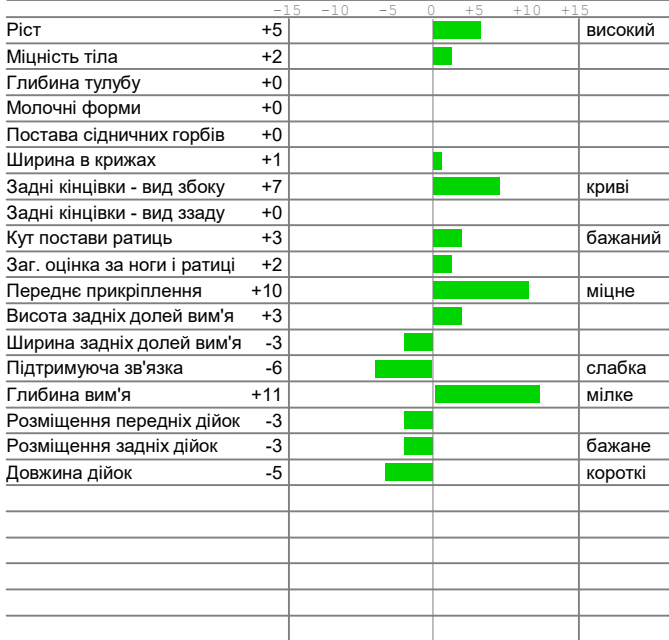 -15 -10 -5 0 +5 +10 +15
Ріст +5 високий
Міцність тіла +2
Глибина тулубу +0
Молочні форми +0
Постава сідничних горбів +0
Ширина в крижах +1
Задні кінцівки - вид збоку +7 криві
Задні кінцівки - вид ззаду +0
Кут постави ратиць +3 бажаний
Заг. оцінка за ноги і ратиці +2
Переднє прикріплення +10 міцне
Висота задніх долей вим'я +3
Ширина задніх долей вим'я -3
Підтримуюча зв'язка -6 слабка
Глибина вим'я +11 мілке
Розміщення передніх дійок -3
Розміщення задніх дійок -3 бажане
Довжина дійок -5 короткі